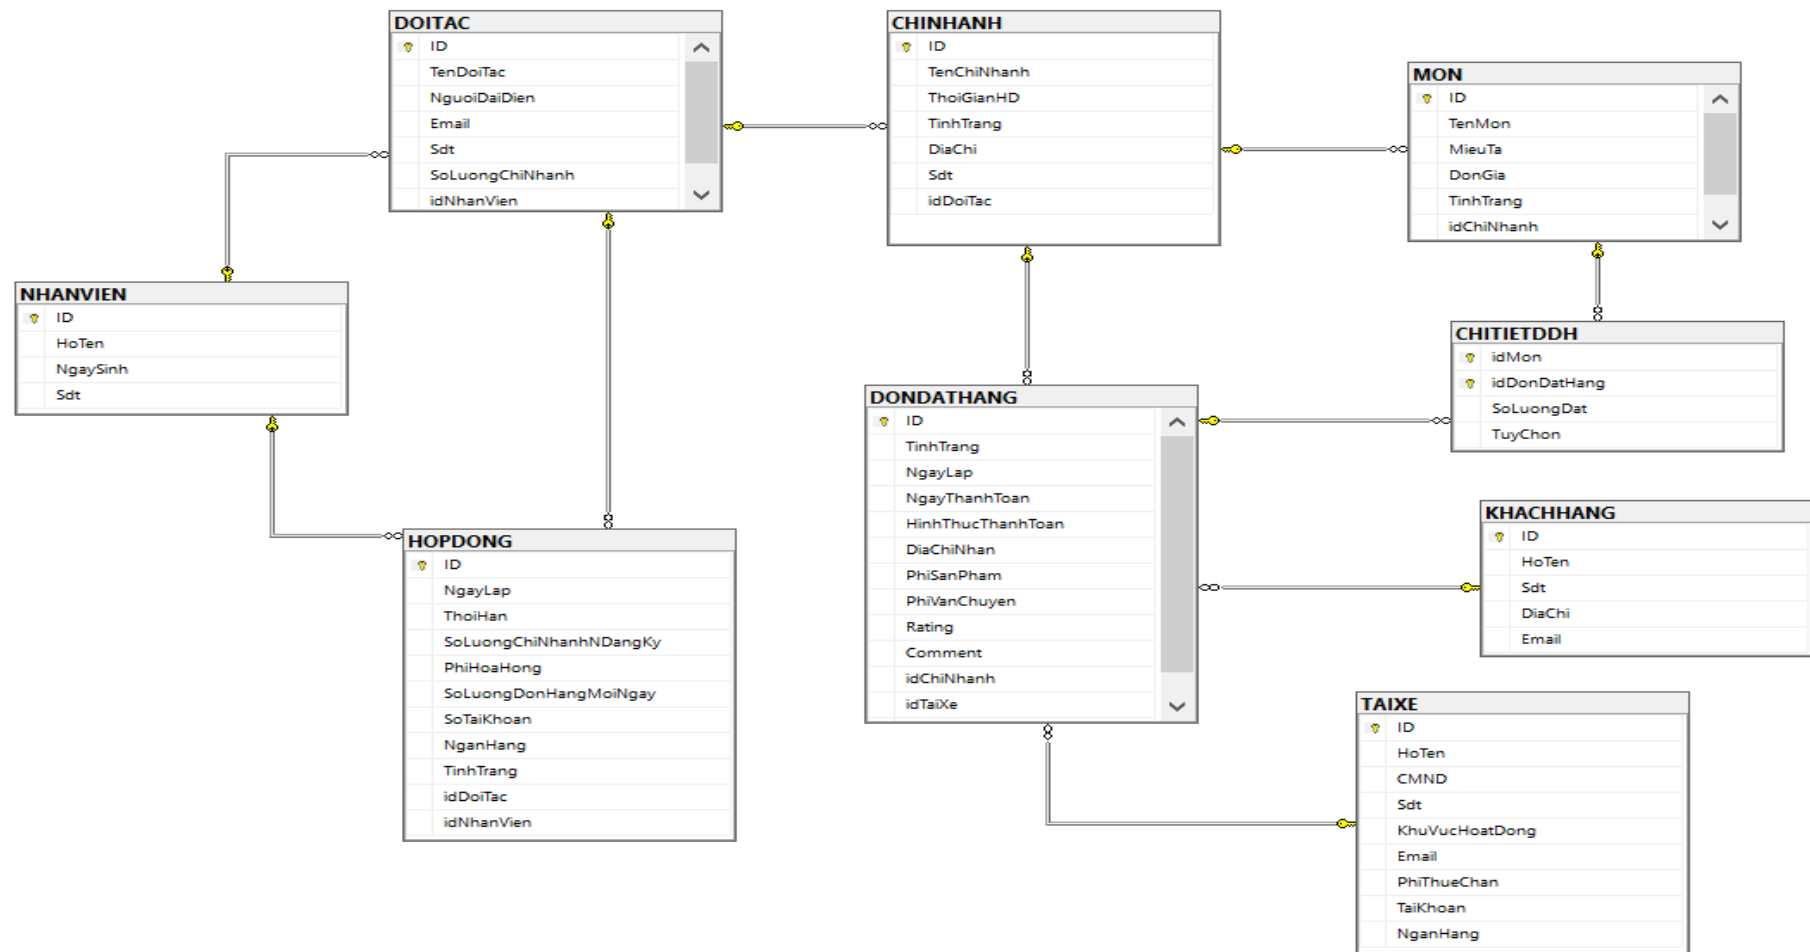 DOITAC
ID
TenDoiTac
NguoiDaiDien
Email
Sdt
SoLuongChiNhanh
idNhanVien
CHINHANH
ID
TenChiNhanh
ThoiGianHD
TinhTrang
DiaChi
Sdt
idDoiTac
MON
ID
TenMon
MieuTa
DonGia
TinhTrang
idChiNhanh
NHANVIEN
ID
HoTen
NgaySinh
Sdt
CHITIETDDH
idMon
idDonDatHang
SoLuongDat
TuyChon
DONDATHANG
ID
TinhTrang
NgayLap
NgayThanhToan
HinhThucThanhToan
DiaChiNhan
PhiSanPham
PhiVanChuyen
Rating
Comment
idChiNhanh
idTaiXe
KHACHHANG
ID
HoTen
Sdt
DiaChi
Email
HOPDONG
ID
NgayLap
ThoiHan
SoLuongChiNhanhNDangKy
PhiHoaHong
SoLuongDonHangMoiNgay
SoTaiKhoan
NganHang
TinhTrang
idDoiTac
idNhanVien
TAIXE
ID
HoTen
CMND
Sdt
KhuVucHoatDong
Email
PhiThueChan
TaiKhoan
NganHang